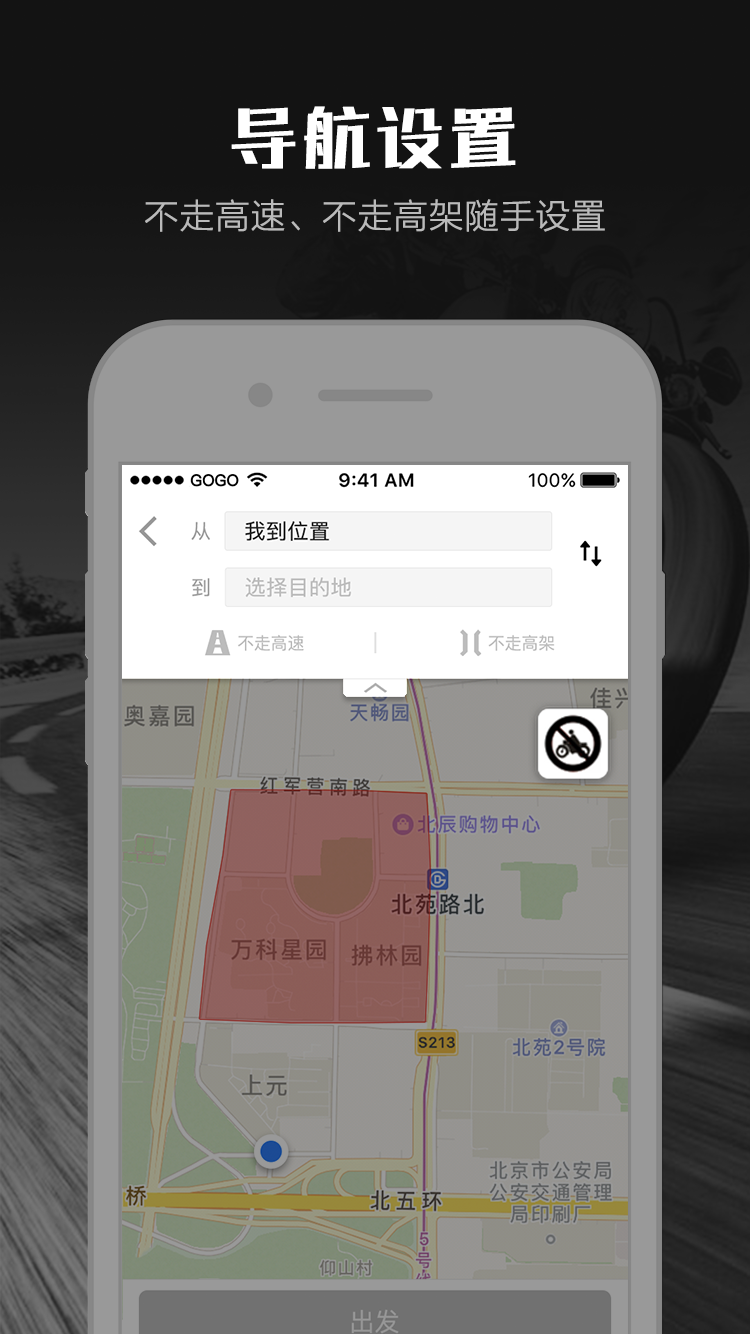 导航设置
不走高速、不走高架随手设置
GOGO 9:41 AM 100%
从 我到位置
到 选择目的地
不走高速 不走高架
佳兴
奥嘉园
天畅园
红军营南路
北辰购物中心
北苑路北
万科星园
拂林园
S213
北苑2号院
上元
北京市公安局
公安交通管理
局印刷厂
桥
北五环
5号线
仰山村
出发